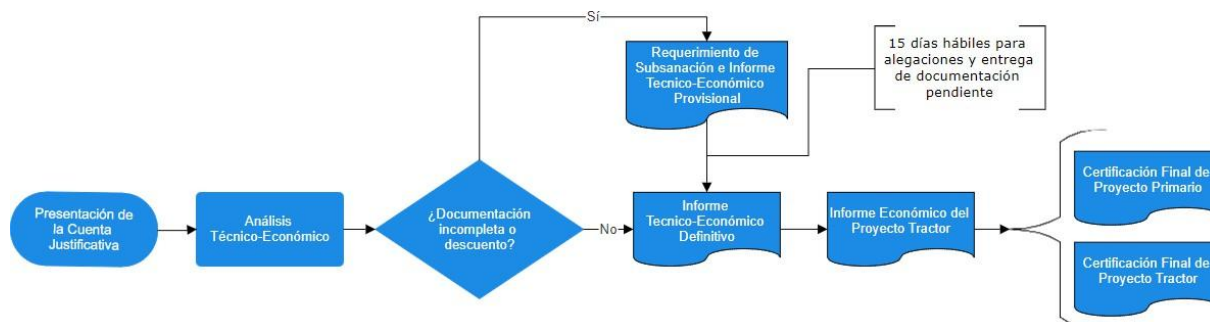 Sí
Requerimiento de
Subsanación e Informe
Tecnico-Económico
Provisional
15 días hábiles para
alegaciones y entrega
de documentación
pendiente
Presentación de
la Cuenta
Justificativa
Análisis
Técnico-Económico
¿Documentación
incompleta o
descuento?
No
Informe
Tecnico-Económico
Definitivo
Informe Económico del
Proyecto Tractor
Certificación Final de
Proyecto Primario
Certificación Final de
Proyecto Tractor